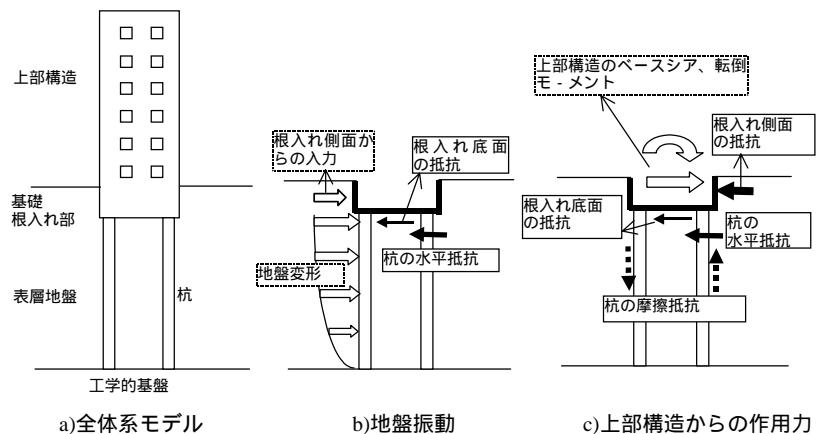 上部構造
基礎
根入れ部
表層地盤
杭
工学的基盤
a)全体系モデル
根入れ側面か
らの入力
根入れ底面
の抵抗
杭の水平抵抗
地盤変形
b)地盤振動
上部構造のベースシア、転倒
モ-メント
根入れ側面
の抵抗
根入れ底面
の抵抗
杭の
水平抵抗
杭の摩擦抵抗
c)上部構造からの作用力